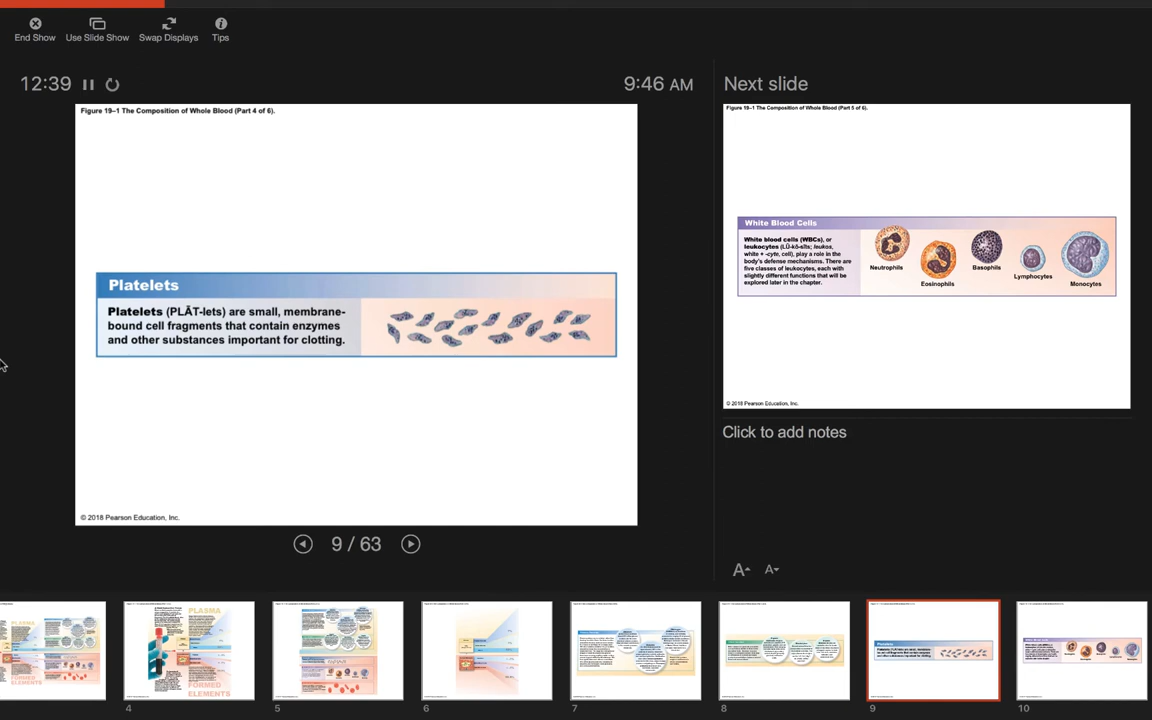 End Show
Use Slide Show
Swap Displays
Tips
12:39
9:46 AM
Figure 19–1 The Composition of Whole Blood (Part 4 of 6).
Platelets
Platelets (PLĀT-lets) are small, membrane-
bound cell fragments that contain enzymes
and other substances important for clotting.
© 2018 Pearson Education, Inc.
9 / 63
Next slide
Figure 19–1 The Composition of Whole Blood (Part 5 of 6).
White Blood Cells
White blood cells (WBCs), or
leukocytes (LŪ-kō-sīts; leukos,
white + -cyte, cell), play a role in the
body's defense mechanisms. There are
five classes of leukocytes, each with
slightly different functions that will be
explored later in the chapter.
Neutrophils
Eosinophils
Basophils
Lymphocytes
Monocytes
© 2018 Pearson Education, Inc.
Click to add notes
A
A
PLASMA
FORMED
ELEMENTS
4
5
6
7
8
9
10